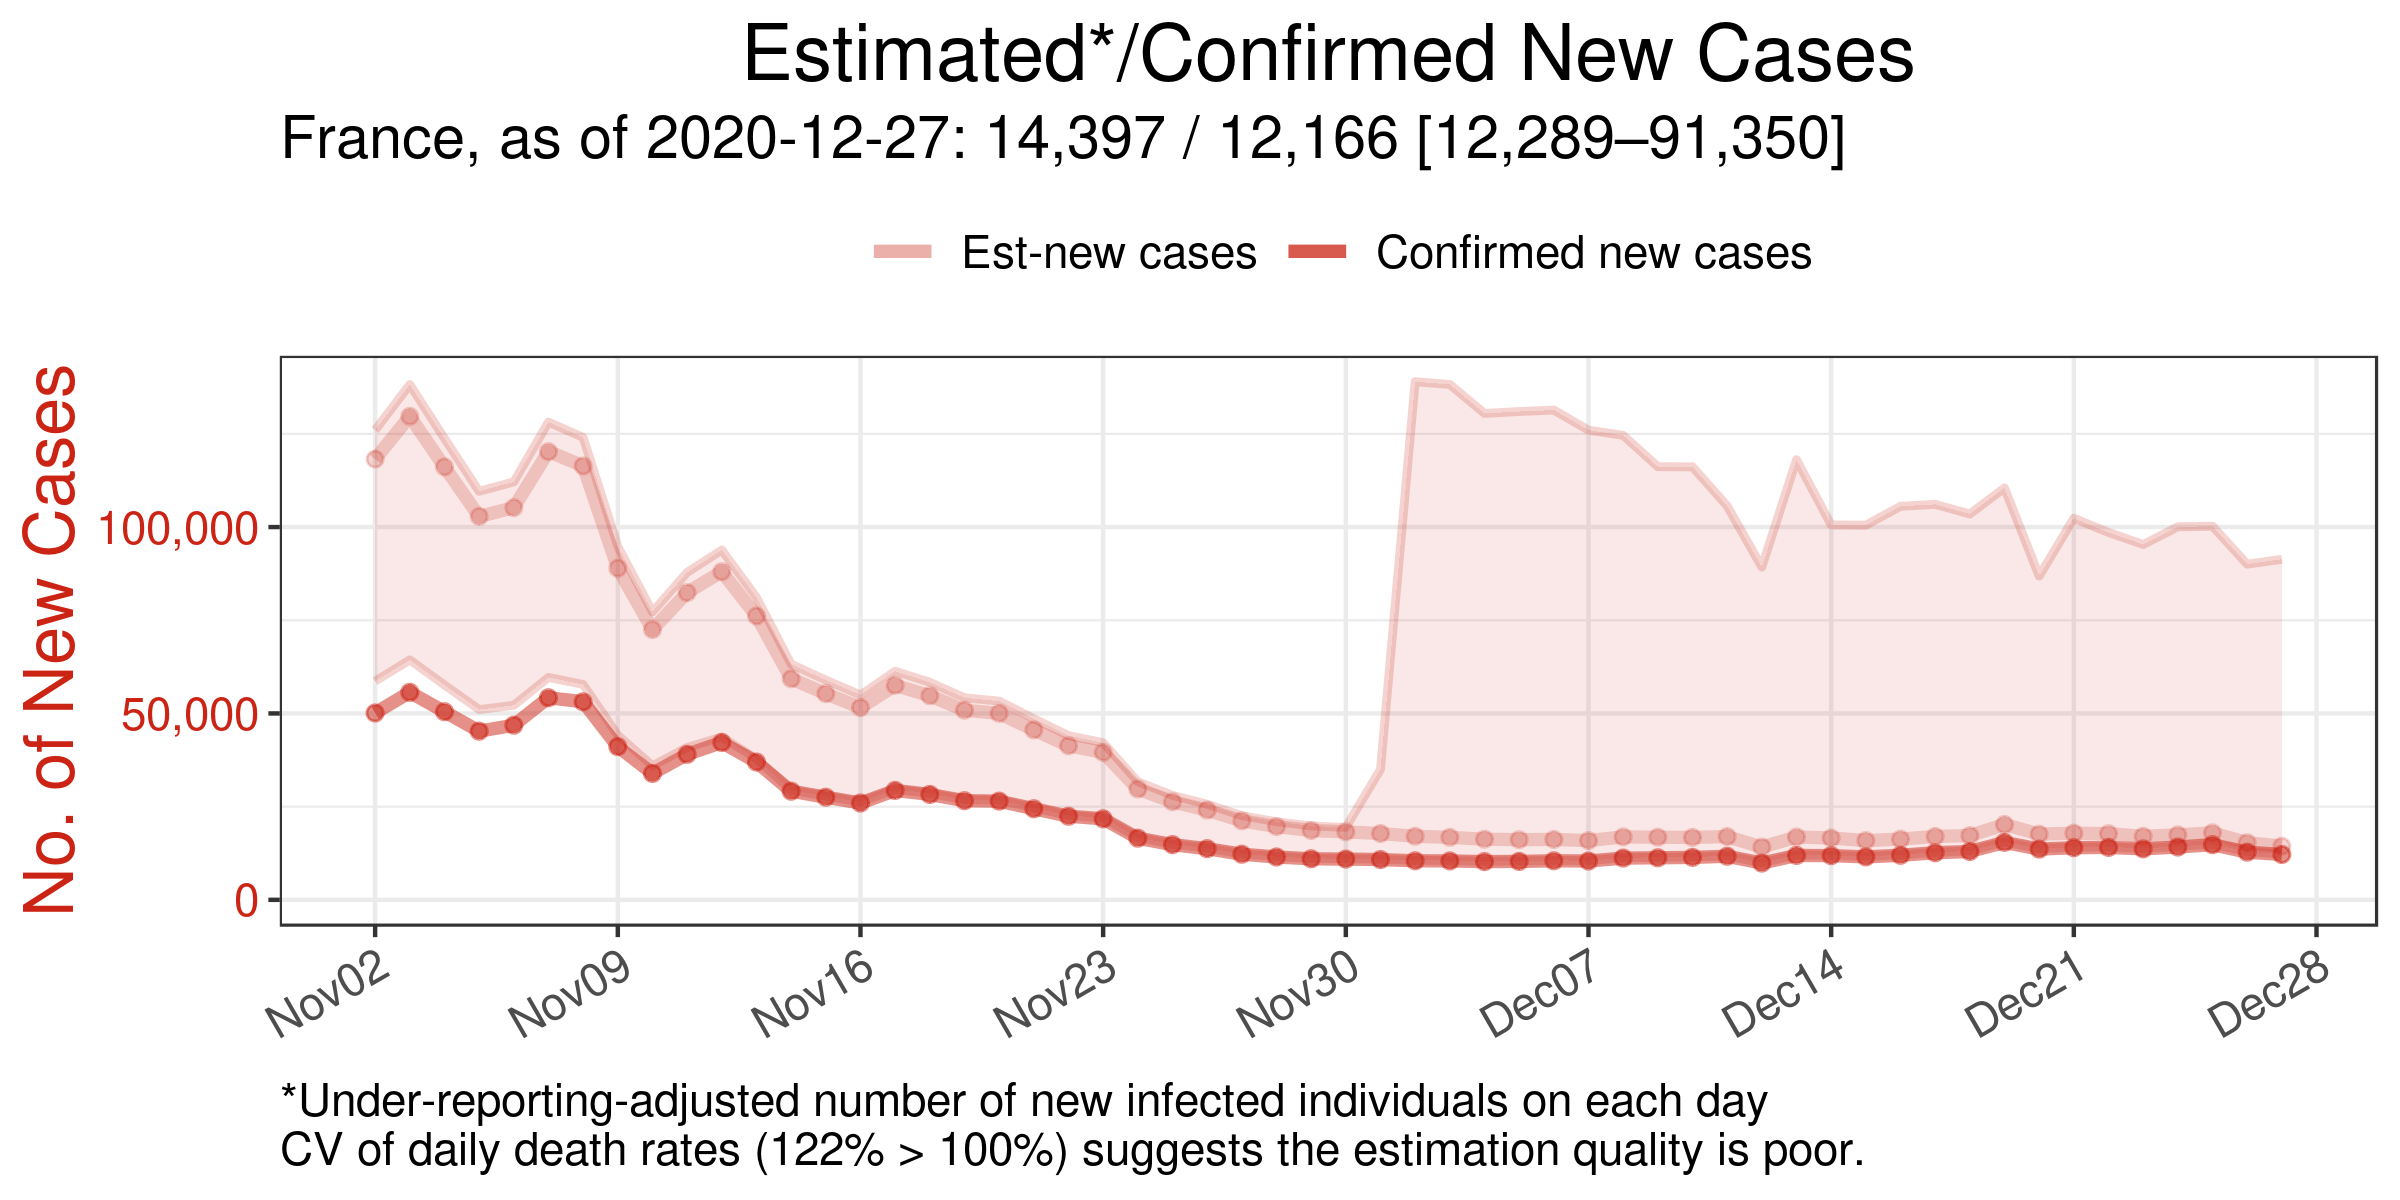 Estimated*/Confirmed New Cases
France, as of 2020-12-27: 14,397 / 12,166 [12,289–91,350]
Est-new cases
Confirmed new cases
No. of New Cases
100,000
50,000
0
Nov02
Nov09
Nov16
Nov23
Nov30
Dec07
Dec14
Dec21
Dec28
*Under-reporting-adjusted number of new infected individuals on each day
CV of daily death rates (122% > 100%) suggests the estimation quality is poor.